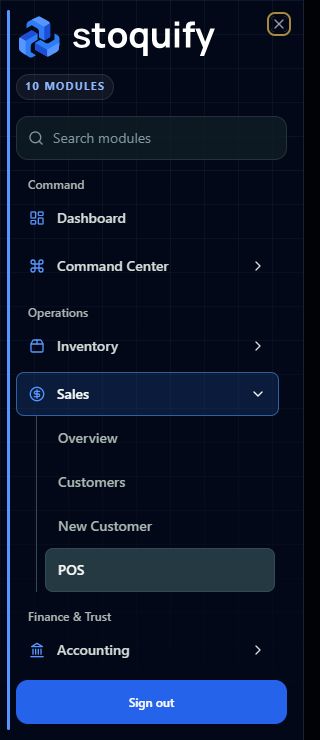 stoquify
10 MODULES
Search modules
Command
Dashboard
Command Center
Operations
Inventory
Sales
Overview
Customers
New Customer
POS
Finance & Trust
Accounting
Sign out